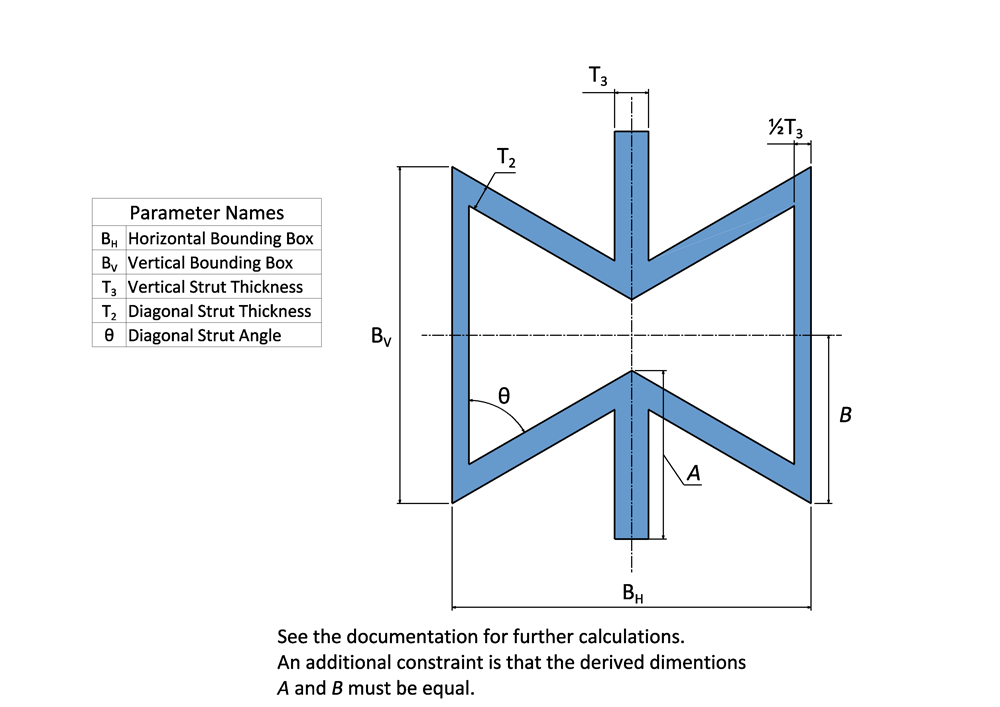 T₃
½T₃
T₂
Parameter Names
B_H Horizontal Bounding Box
B_V Vertical Bounding Box
T₃ Vertical Strut Thickness
T₂ Diagonal Strut Thickness
θ Diagonal Strut Angle
B_V
θ
B
A
B_H
See the documentation for further calculations.
An additional constraint is that the derived dimentions
A and B must be equal.